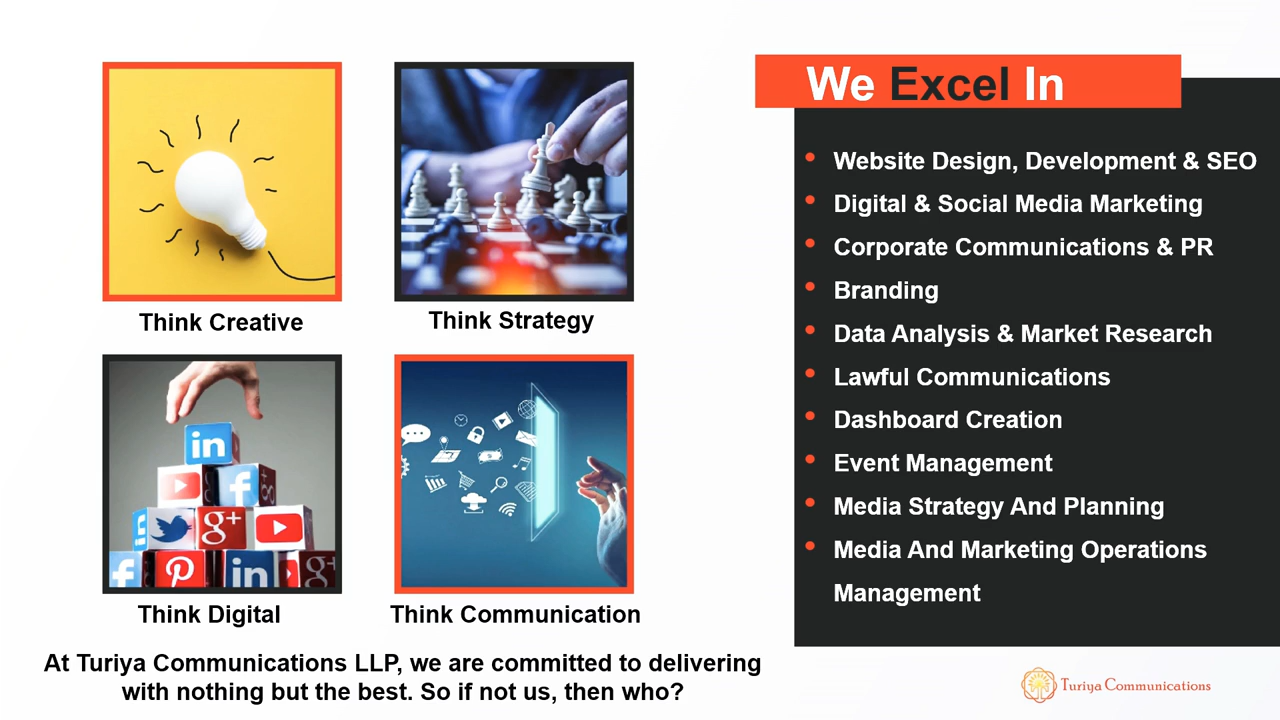 We Excel In
Website Design, Development & SEO
Digital & Social Media Marketing
Corporate Communications & PR
Branding
Data Analysis & Market Research
Lawful Communications
Dashboard Creation
Event Management
Media Strategy And Planning
Media And Marketing Operations
Management
Think Creative
Think Strategy
in
f
g+
f
in
g+
Think Digital
Think Communication
At Turiya Communications LLP, we are committed to delivering
with nothing but the best. So if not us, then who?
Turiya Communications